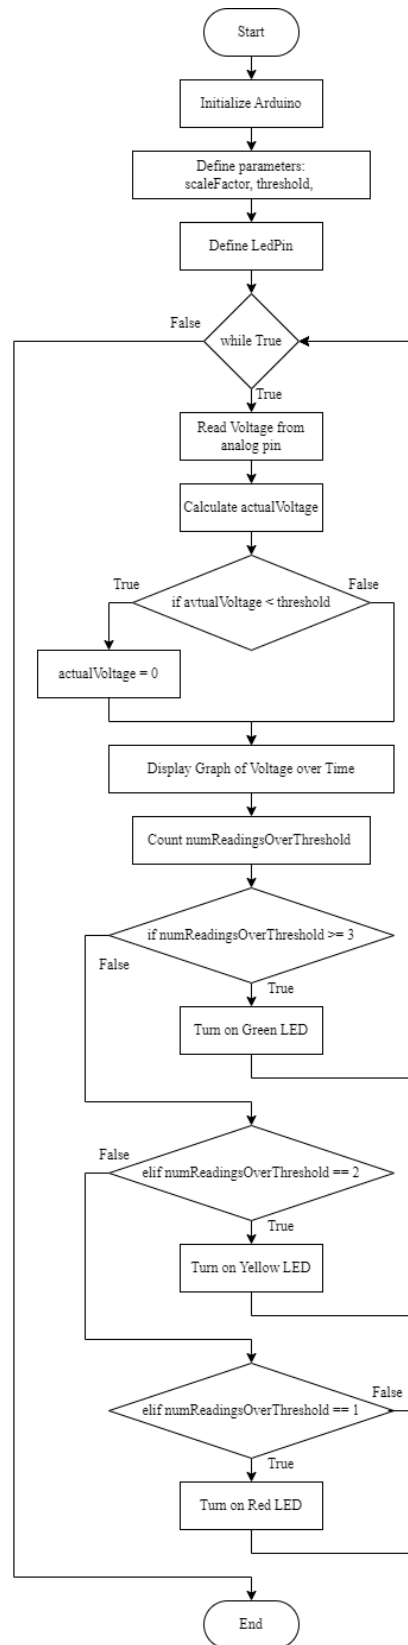 Start
Initialize Arduino
Define parameters:
scaleFactor, threshold,
Define LedPin
False
while True
True
Read Voltage from
analog pin
Calculate actualVoltage
True
False
if avtualVoltage < threshold
actualVoltage = 0
Display Graph of Voltage over Time
Count numReadingsOverThreshold
if numReadingsOverThreshold >= 3
False
True
Turn on Green LED
False
elif numReadingsOverThreshold == 2
True
Turn on Yellow LED
False
elif numReadingsOverThreshold == 1
True
Turn on Red LED
End